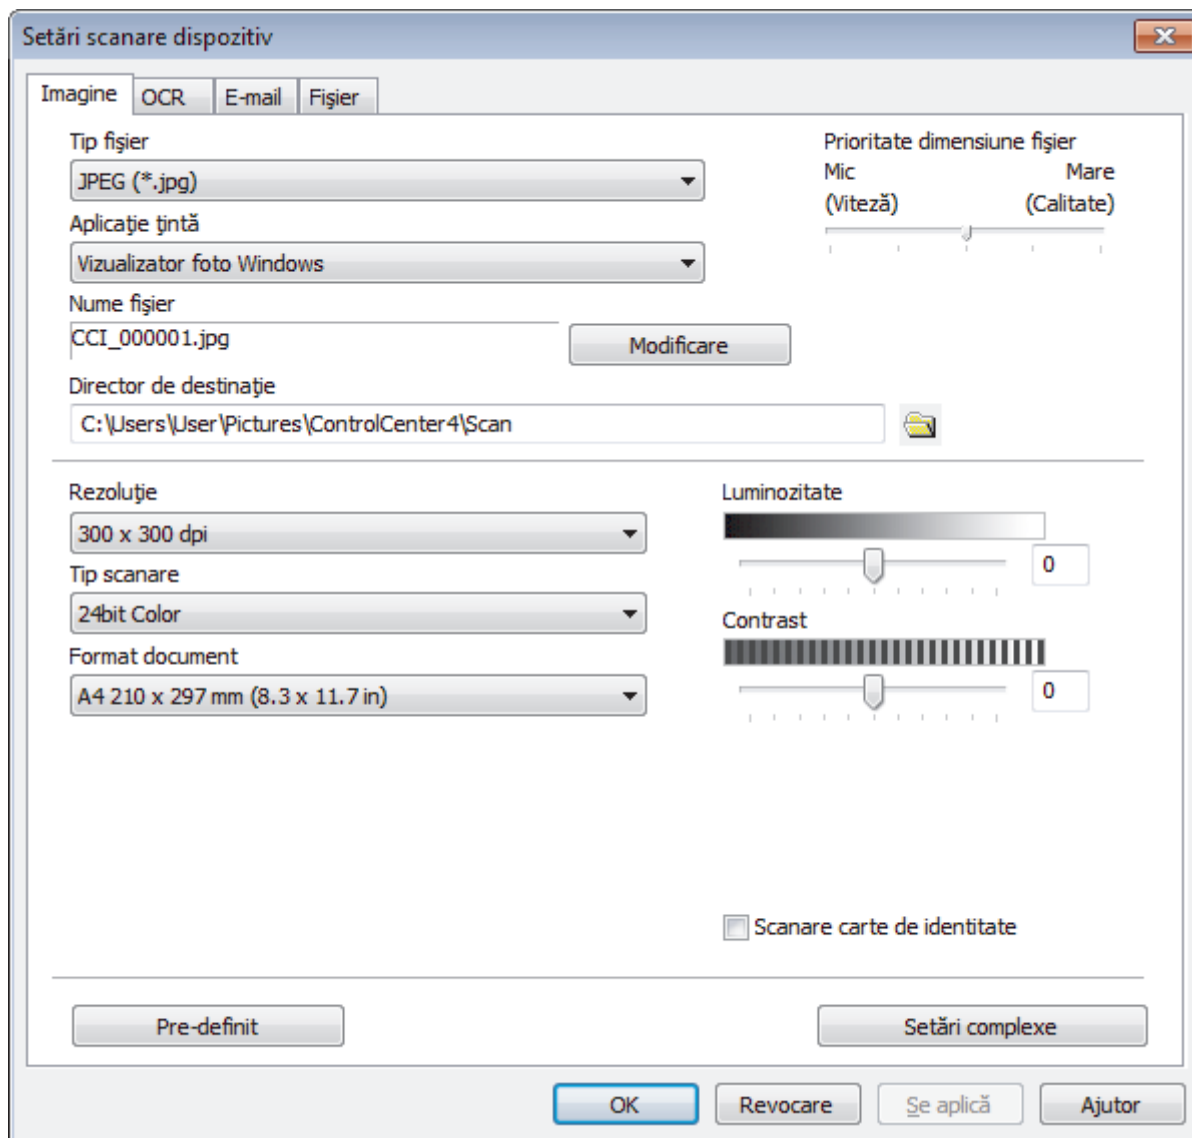 Setări scanare dispozitiv
Imagine OCR E-mail Fişier
Tip fişier
JPEG (*.jpg)
Aplicaţie ţintă
Vizualizator foto Windows
Nume fişier
CCI_000001.jpg
Modificare
Director de destinaţie
C:\Users\User\Pictures\ControlCenter4\Scan
Prioritate dimensiune fişier
Mic Mare
(Viteză) (Calitate)
Rezoluţie
300 x 300 dpi
Tip scanare
24bit Color
Format document
A4 210 x 297 mm (8.3 x 11.7 in)
Luminozitate
0
Contrast
0
Scanare carte de identitate
Pre-definit Setări complexe
OK Revocare Se aplică Ajutor